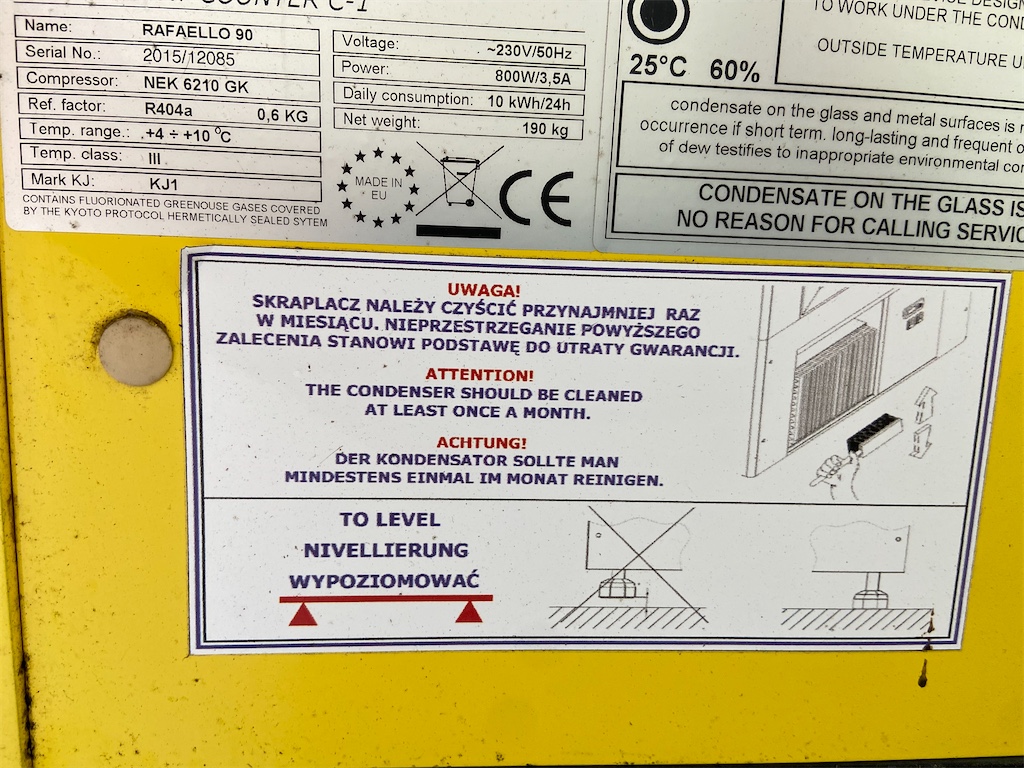 COUNTER C-1
Name: RAFAELLO 90
Serial No.: 2015/12085
Compressor: NEK 6210 GK
Ref. factor: R404a 0,6 KG
Temp. range.: +4 ÷ +10 °C
Temp. class: III
Mark KJ: KJ1
CONTAINS FLUORIONATED GREENOUSE GASES COVERED
BY THE KYOTO PROTOCOL HERMETICALLY SEALED SYTEM
Voltage: ~230V/50Hz
Power: 800W/3,5A
Daily consumption: 10 kWh/24h
Net weight: 190 kg
MADE IN
EU
CE
25°C 60%
TO WORK UNDER THE
OUTSIDE TEMPERATURE
condensate on the glass and metal surfaces is
occurrence if short term. long-lasting and frequent
of dew testifies to inappropriate environmental
CONDENSATE ON THE GLASS IS
NO REASON FOR CALLING
UWAGA!
SKRAPLACZ NALEŻY CZYŚCIĆ PRZYNAJMNIEJ RAZ
W MIESIĄCU. NIEPRZESTRZEGANIE POWYŻSZEGO
ZALECENIA STANOWI PODSTAWĘ DO UTRATY GWARANCJI.
ATTENTION!
THE CONDENSER SHOULD BE CLEANED
AT LEAST ONCE A MONTH.
ACHTUNG!
DER KONDENSATOR SOLLTE MAN
MINDESTENS EINMAL IM MONAT REINIGEN.
TO LEVEL
NIVELLIERUNG
WYPOZIOMOWAĆ